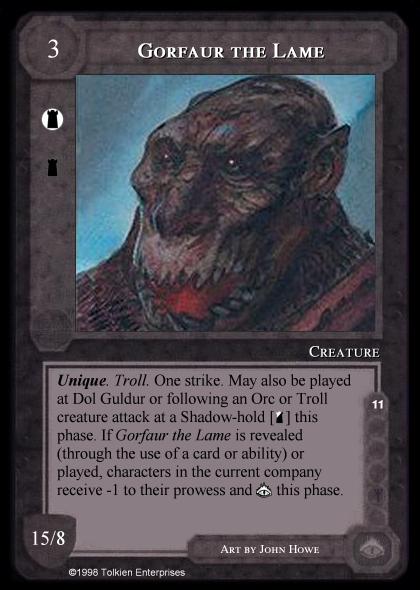 3
GORFAUR THE LAME
CREATURE
Unique. Troll. One strike. May also be played
at Dol Guldur or following an Orc or Troll
creature attack at a Shadow-hold [ ] this
phase. If Gorfaur the Lame is revealed
(through the use of a card or ability) or
played, characters in the current company
receive -1 to their prowess and this phase.
11
15/8
ART BY JOHN HOWE
©1998 Tolkien Enterprises